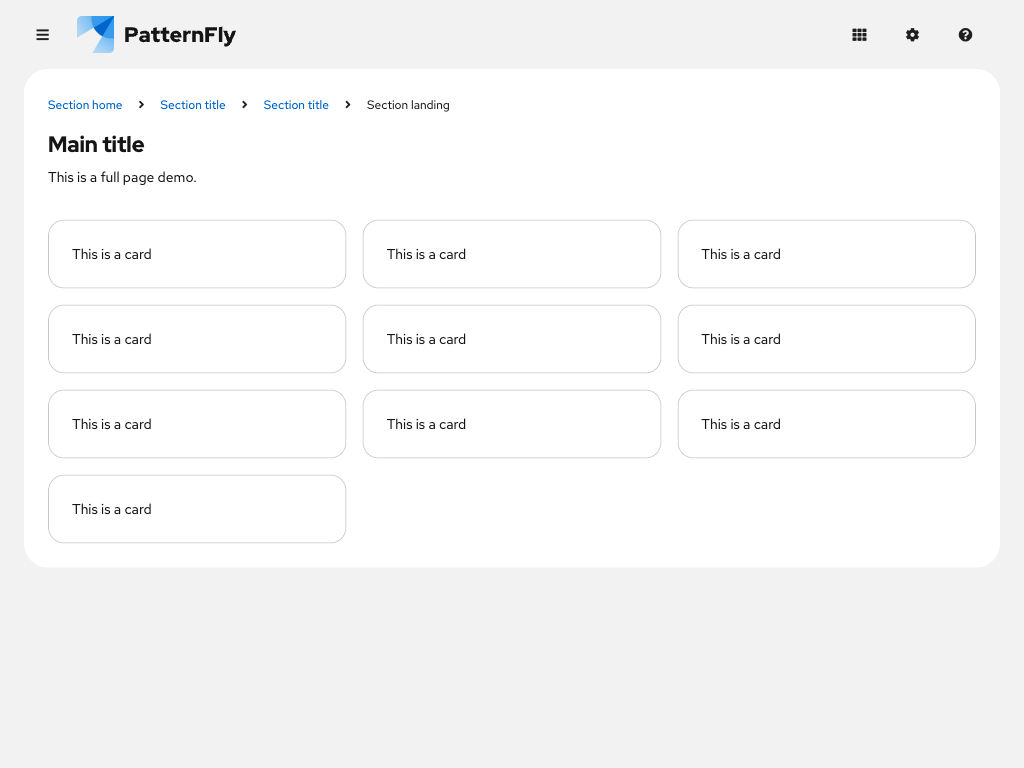 PatternFly
Section home Section title Section title Section landing
Main title
This is a full page demo.
This is a card This is a card This is a card
This is a card This is a card This is a card
This is a card This is a card This is a card
This is a card